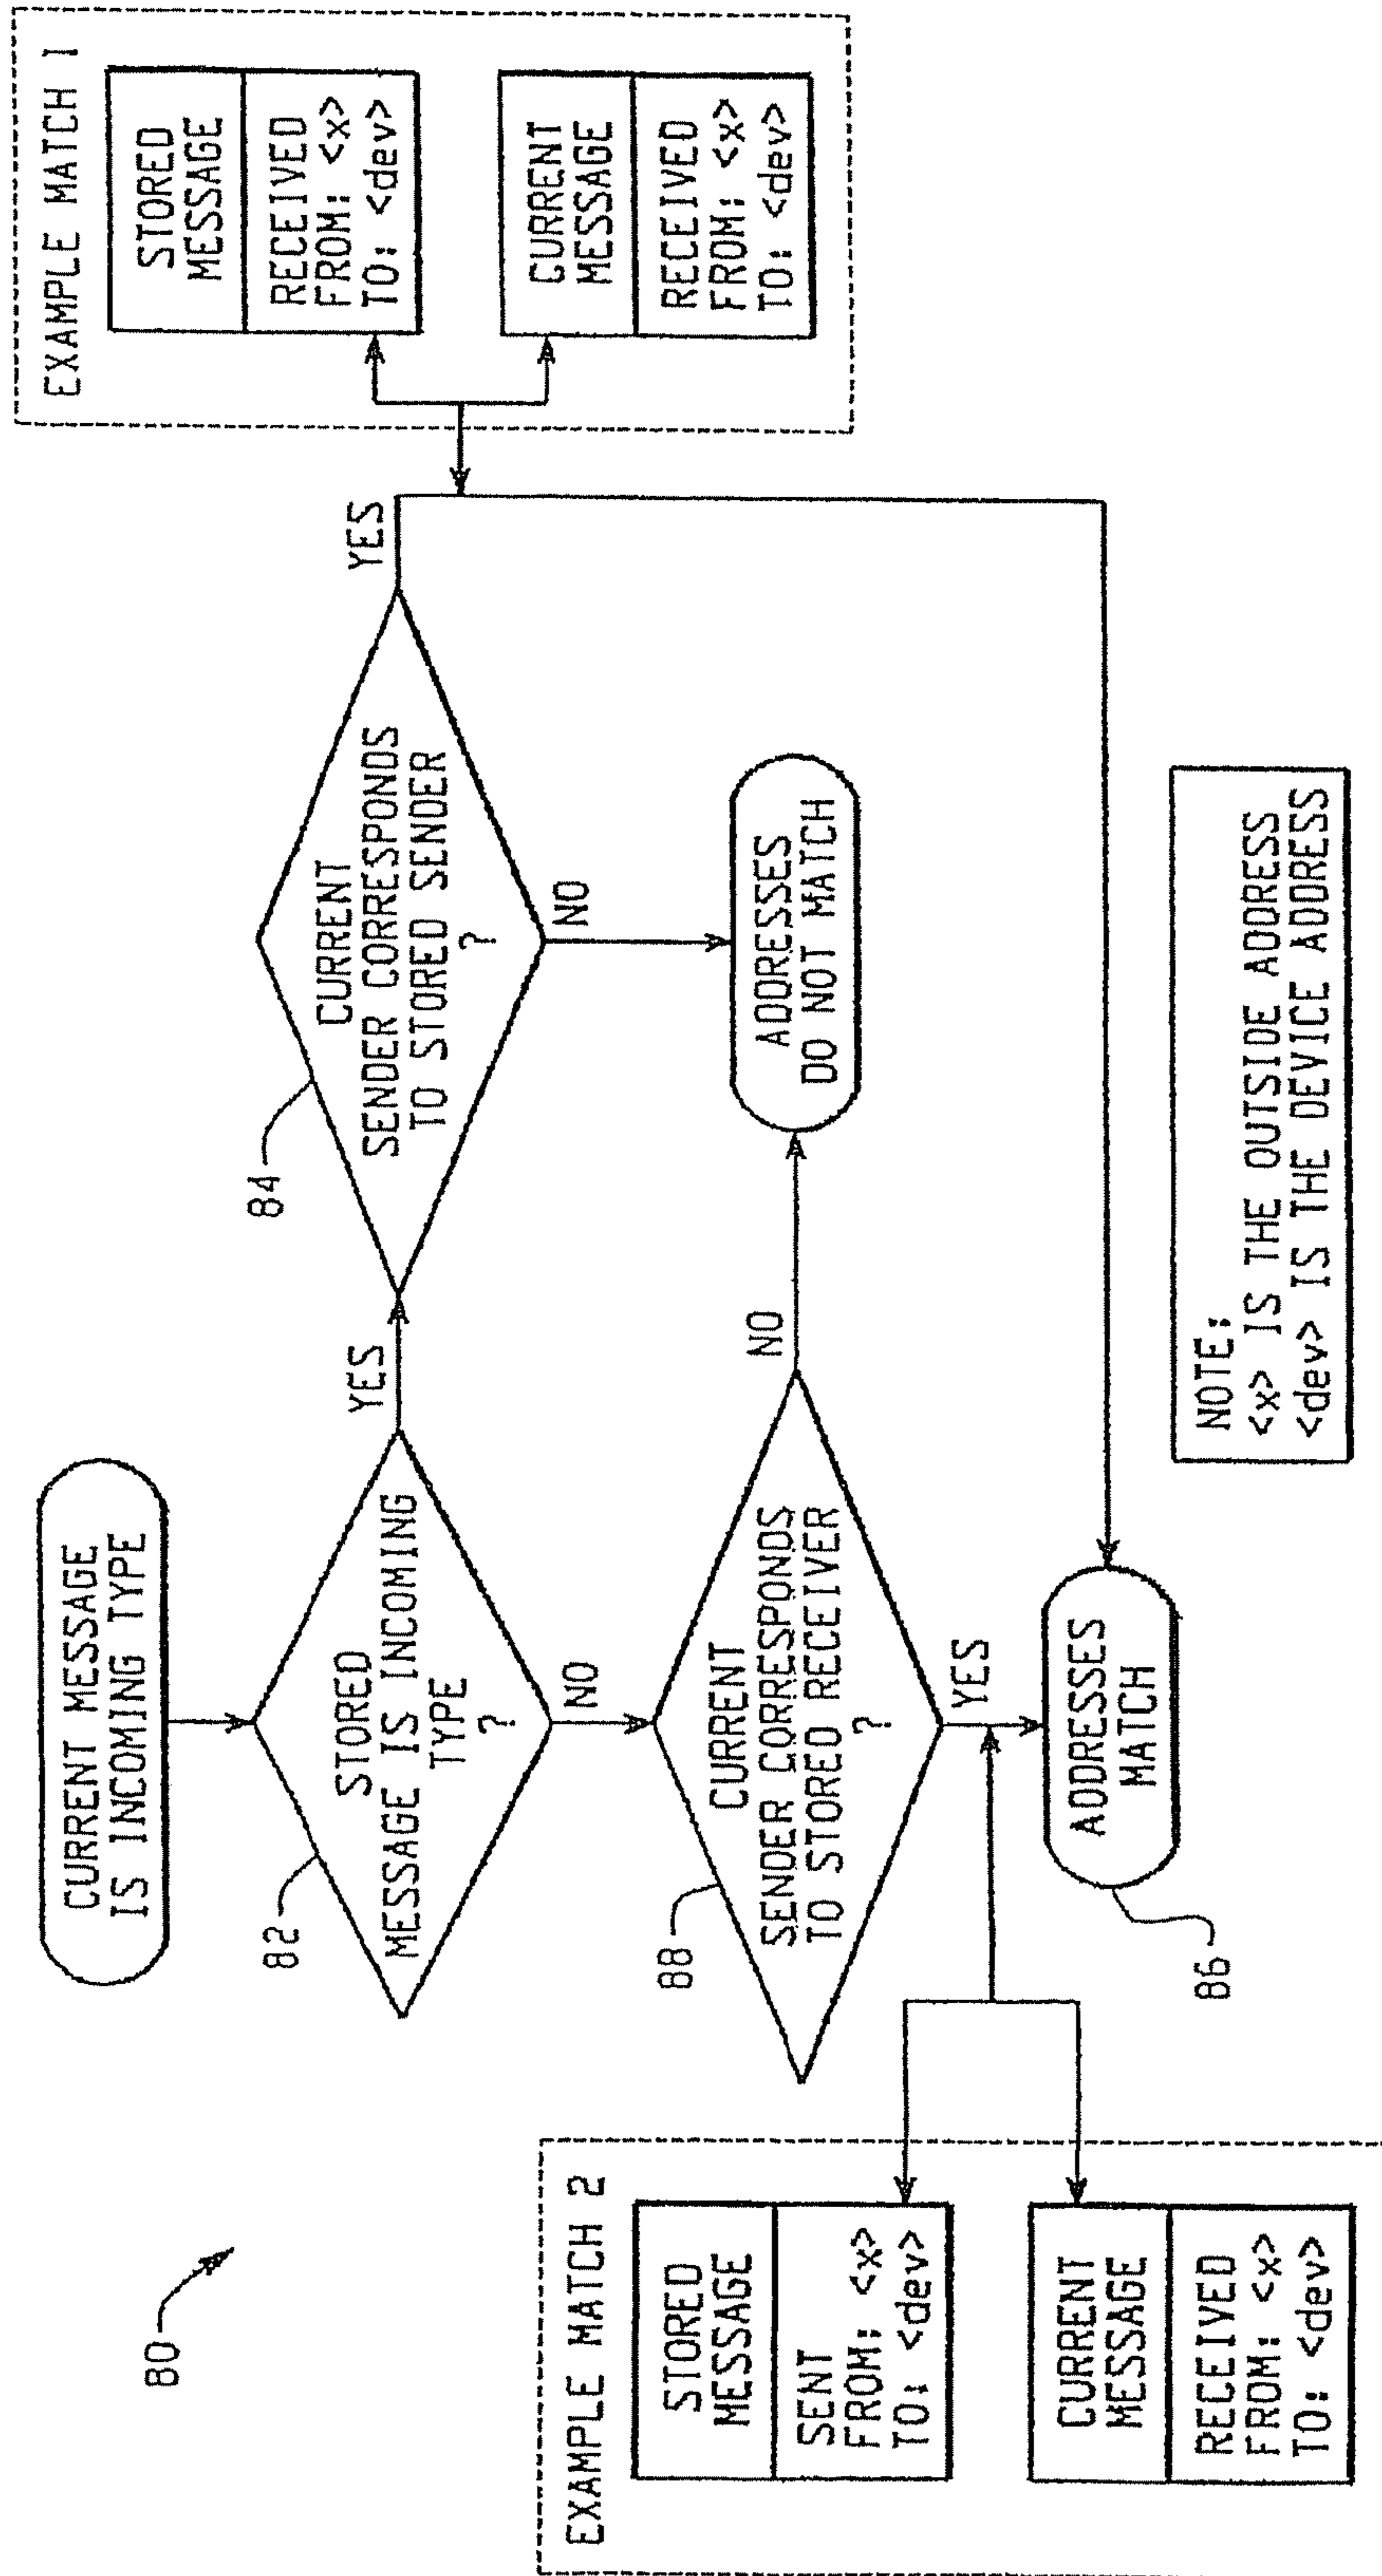 80
CURRENT MESSAGE
IS INCOMING TYPE
82
STORED
MESSAGE IS INCOMING
TYPE
?
YES
NO
84
CURRENT
SENDER CORRESPONDS
TO STORED SENDER
?
YES
NO
EXAMPLE MATCH 1
STORED
MESSAGE
RECEIVED
FROM: <x>
TO: <dev>
CURRENT
MESSAGE
RECEIVED
FROM: <x>
TO: <dev>
88
CURRENT
SENDER CORRESPONDS
TO STORED RECEIVER
?
NO
YES
ADDRESSES
DO NOT MATCH
EXAMPLE MATCH 2
STORED
MESSAGE
SENT
FROM: <x>
TO: <dev>
CURRENT
MESSAGE
RECEIVED
FROM: <x>
TO: <dev>
86
ADDRESSES
MATCH
NOTE:
<x> IS THE OUTSIDE ADDRESS
<dev> IS THE DEVICE ADDRESS